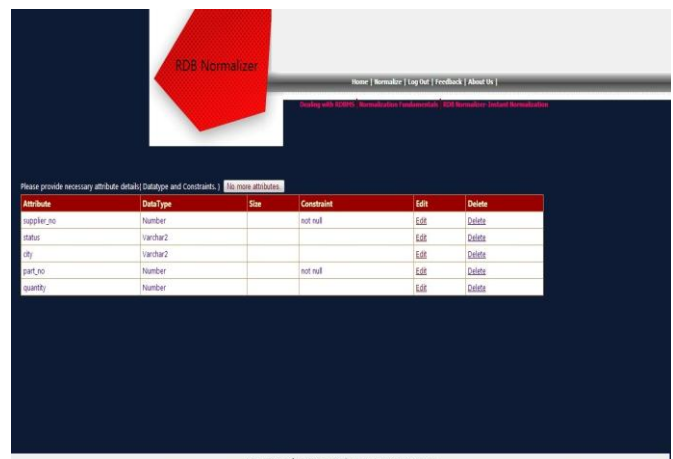 RDB Normalizer
Home | Normalize | Log Out | Feedback | About Us |
Dealing with RDBMS | Normalization Fundamentals | RDB Normalizer- Instant Normalization
Please provide necessary attribute details( Datatype and Constraints. ) No more attributes.
Attribute DataType Size Constraint Edit Delete
supplier_no Number not null Edit Delete
status Varchar2 Edit Delete
city Varchar2 Edit Delete
part_no Number not null Edit Delete
quantity Number Edit Delete